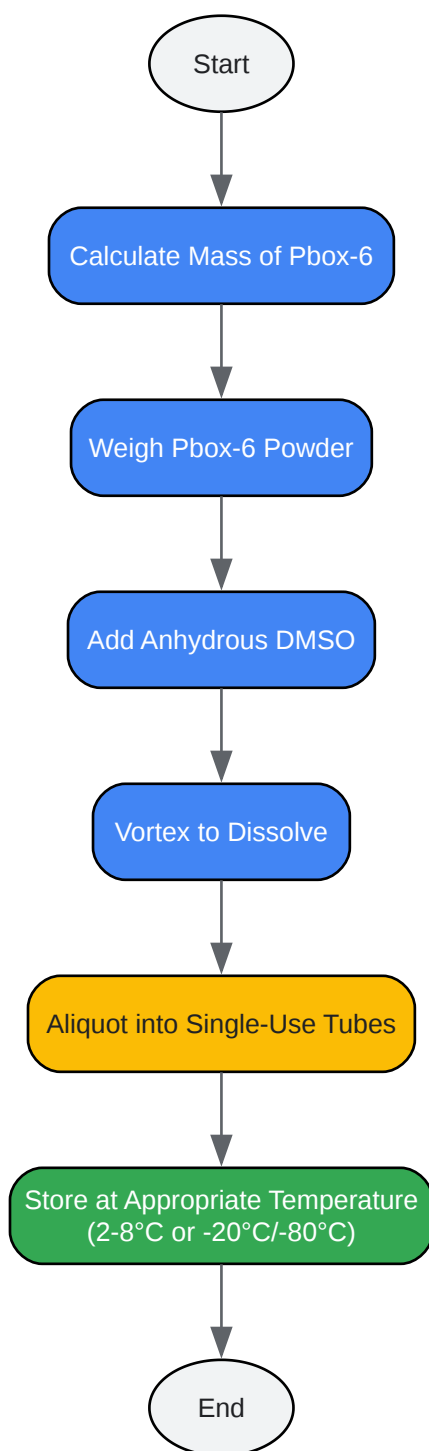 Start
Calculate Mass of Pbox-6
Weigh Pbox-6 Powder
Add Anhydrous DMSO
Vortex to Dissolve
Aliquot into Single-Use Tubes
Store at Appropriate Temperature
(2-8°C or -20°C/-80°C)
End